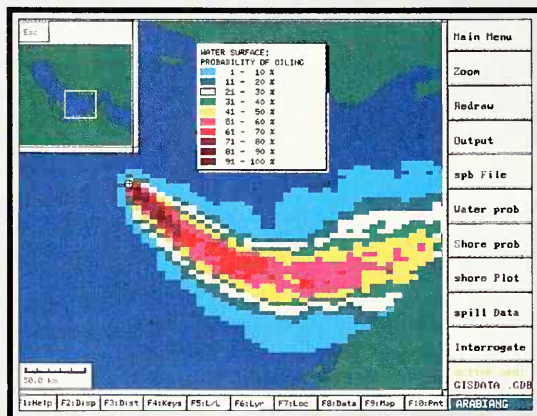 Esc
WATER SURFACE:
PROBABILITY OF OILING
1 - 10 %
11 - 20 %
21 - 30 %
31 - 40 %
41 - 50 %
51 - 60 %
61 - 70 %
71 - 80 %
81 - 90 %
91 - 100 %
50.0 km
Main Menu
Zoom
Redraw
Output
spb File
Water prob
Shore prob
shore Plot
spill Data
Interrogate
GISDATA .GDB
ARABIANG
F1:Help
F2:Disp
F3:Dist
F4:Keys
F5:L/L
F6:Lyr
F7:Loc
F8:Data
F9:Map
F10:Pnt